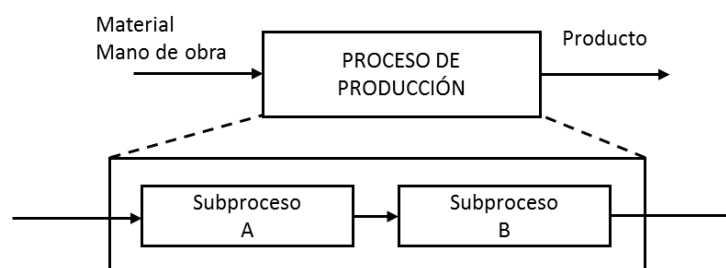 Material
Mano de obra
PROCESO DE
PRODUCCIÓN
Producto
Subproceso
A
Subproceso
B